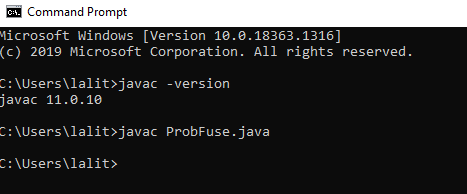 Command Prompt
Microsoft Windows [Version 10.0.18363.1316]
(c) 2019 Microsoft Corporation. All rights reserved.
C:\Users\lalit>javac -version
javac 11.0.10
C:\Users\lalit>javac ProbFuse.java
C:\Users\lalit>